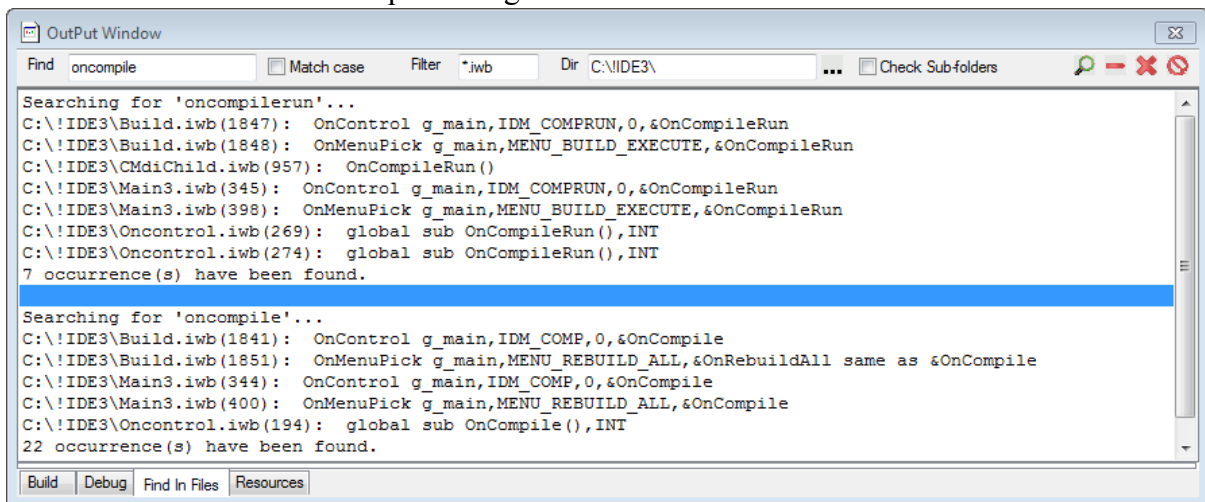 OutPut Window
Find oncompile Match case Filter *.iwb Dir C:\!IDE3\ ... Check Sub-folders
Searching for 'oncompilerun'...
C:\!IDE3\Build.iwb(1847):  OnControl g_main,IDM_COMPRUN,0,&OnCompileRun
C:\!IDE3\Build.iwb(1848):  OnMenuPick g_main,MENU_BUILD_EXECUTE,&OnCompileRun
C:\!IDE3\CMdiChild.iwb(957):  OnCompileRun()
C:\!IDE3\Main3.iwb(345):  OnControl g_main,IDM_COMPRUN,0,&OnCompileRun
C:\!IDE3\Main3.iwb(398):  OnMenuPick g_main,MENU_BUILD_EXECUTE,&OnCompileRun
C:\!IDE3\Oncontrol.iwb(269):  global sub OnCompileRun(),INT
C:\!IDE3\Oncontrol.iwb(274):  global sub OnCompileRun(),INT
7 occurrence(s) have been found.
Searching for 'oncompile'...
C:\!IDE3\Build.iwb(1841):  OnControl g_main,IDM_COMP,0,&OnCompile
C:\!IDE3\Build.iwb(1851):  OnMenuPick g_main,MENU_REBUILD_ALL,&OnRebuildAll same as &OnCompile
C:\!IDE3\Main3.iwb(344):  OnControl g_main,IDM_COMP,0,&OnCompile
C:\!IDE3\Main3.iwb(400):  OnMenuPick g_main,MENU_REBUILD_ALL,&OnCompile
C:\!IDE3\Oncontrol.iwb(194):  global sub OnCompile(),INT
22 occurrence(s) have been found.
Build Debug Find In Files Resources